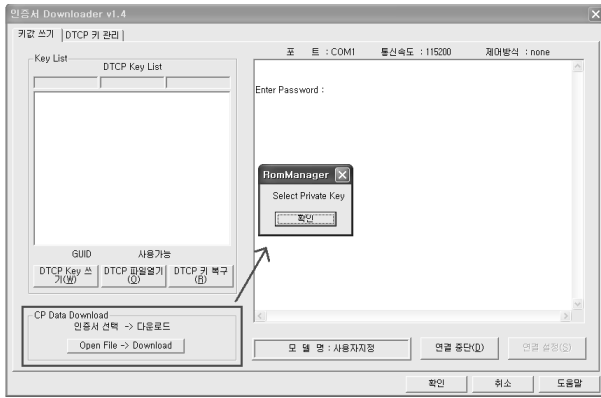 인증서 Downloader v1.4
키값 쓰기 DTCP 키 관리
포 트 : COM1 통신속도 : 115200 제어방식 : none
Key List
DTCP Key List
Enter Password :
RomManager
Select Private Key
확인
GUID 사용가능
DTCP Key 쓰기(W) DTCP 파일열기(O) DTCP 키 복구(R)
CP Data Download
인증서 선택 -> 다운로드
Open File -> Download
모 델 명 : 사용자지정 연결 중단(D) 연결 설정(S)
확인 취소 도움말